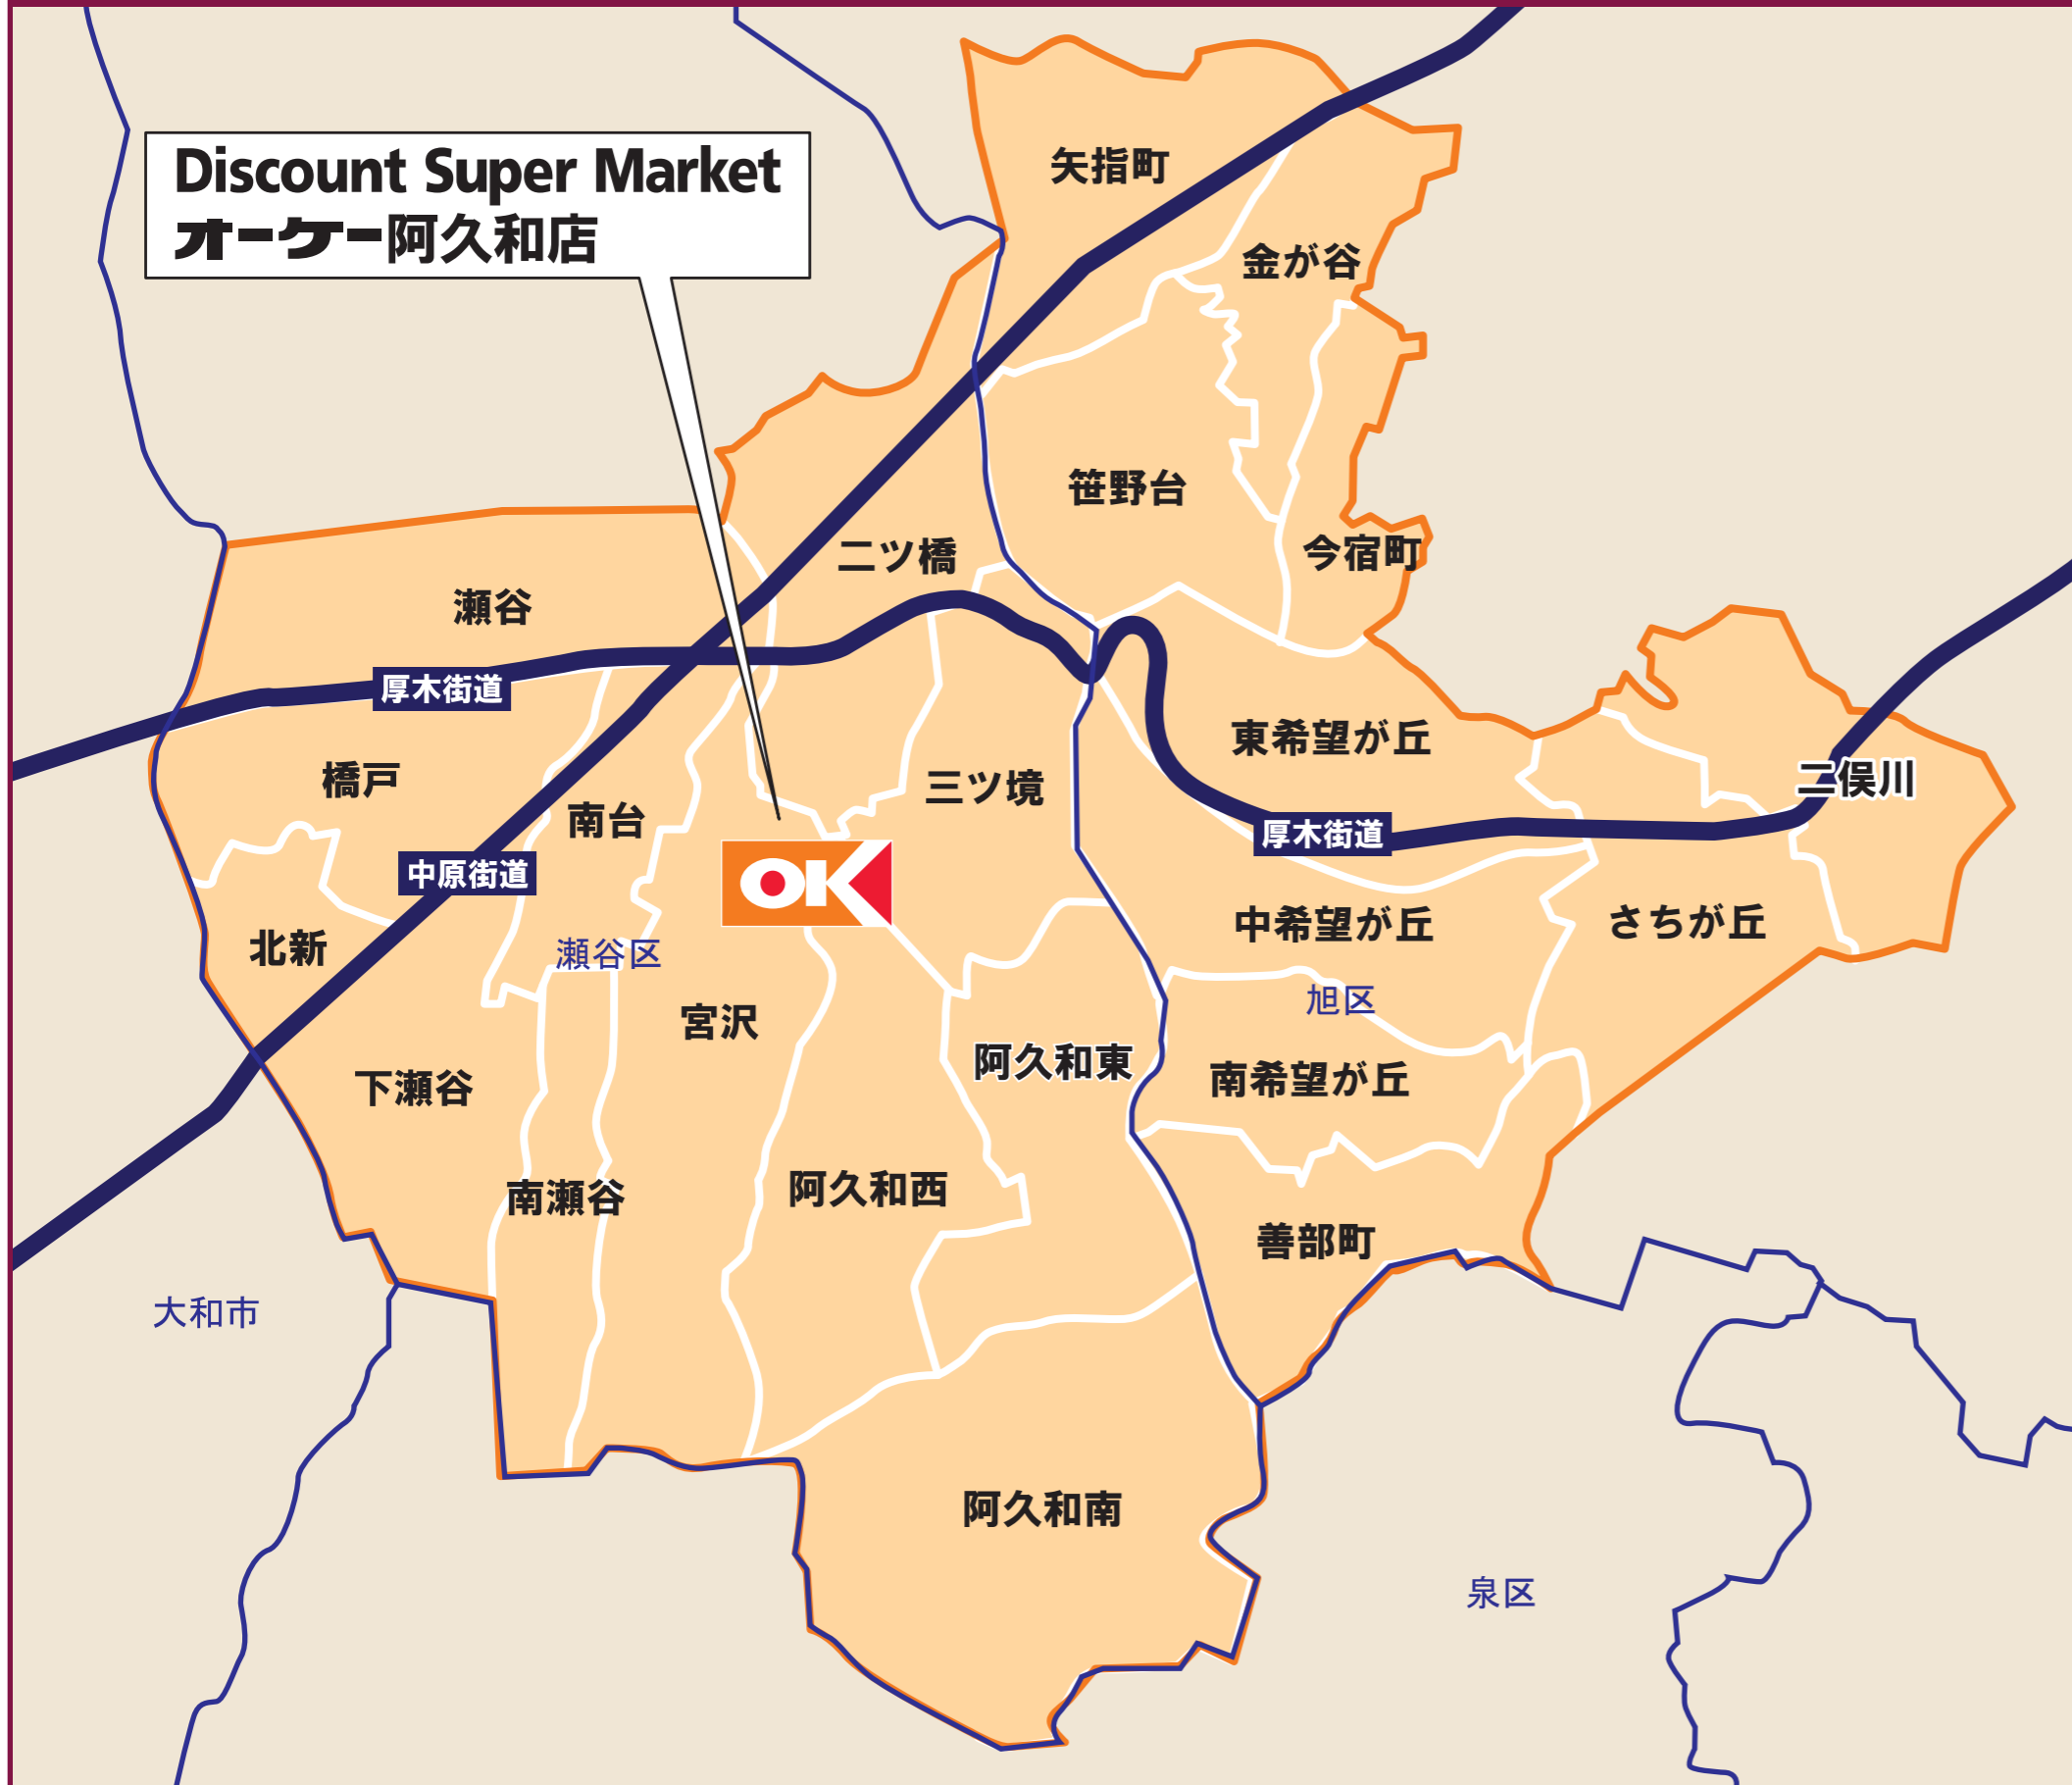 Discount Super Market
オーケー阿久和店
矢指町
金が谷
笹野台
二ツ橋
今宿町
瀬谷
厚木街道
東希望が丘
橋戸
三ツ境
二俣川
南台
厚木街道
中原街道
OK
中希望が丘
さちが丘
北新
瀬谷区
旭区
宮沢
阿久和東
南希望が丘
下瀬谷
阿久和西
南瀬谷
善部町
大和市
阿久和南
泉区